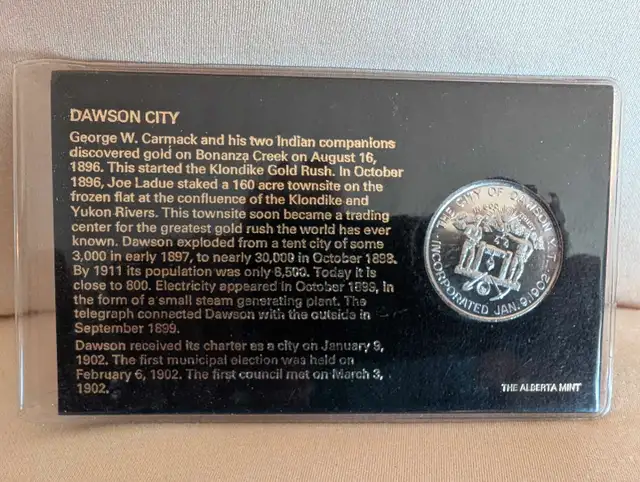 DAWSON CITY
George W. Carmack and his two Indian companions
discovered gold on Bonanza Creek on August 16,
1896. This started the Klondike Gold Rush. In October
1896, Joe Ladue staked a 160 acre townsite on the
frozen flat at the confluence of the Klondike and
Yukon Rivers. This townsite soon became a trading
center for the greatest gold rush the world has ever
known. Dawson exploded from a tent city of some
3,000 in early 1897, to nearly 30,000 in October 1898.
By 1911 its population was only 6,500. Today it is
close to 800. Electricity appeared in October 1899, in
the form of a small steam generating plant. The
telegraph connected Dawson with the outside in
September 1899.
Dawson received its charter as a city on January 9,
1902. The first municipal election was held on
February 6, 1902. The first council met on March 3,
1902.
THE CITY OF DAWSON Y.T.
INCORPORATED JAN. 9, 1902
THE ALBERTA MINT